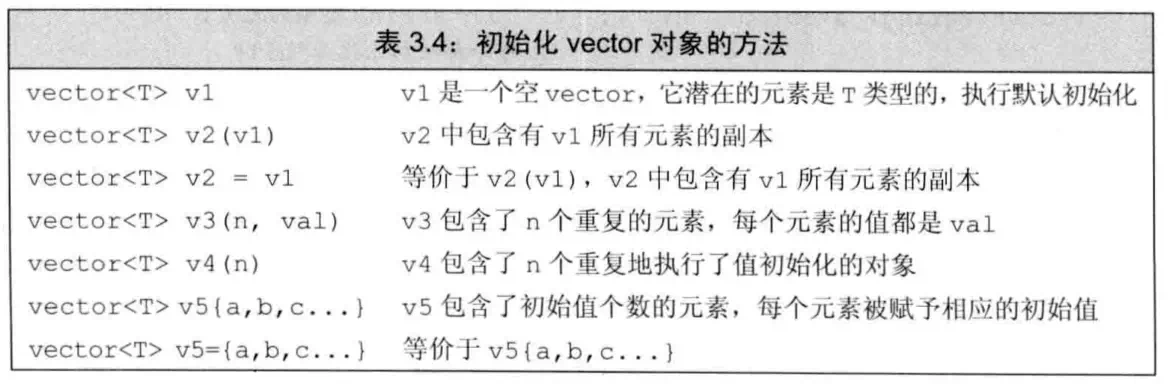 表 3.4：初始化 vector 对象的方法
vector<T> v1 v1 是一个空 vector，它潜在的元素是 T 类型的，执行默认初始化
vector<T> v2(v1) v2 中包含有 v1 所有元素的副本
vector<T> v2 = v1 等价于 v2(v1)，v2 中包含有 v1 所有元素的副本
vector<T> v3(n, val) v3 包含了 n 个重复的元素，每个元素的值都是 val
vector<T> v4(n) v4 包含了 n 个重复地执行了值初始化的对象
vector<T> v5{a,b,c...} v5 包含了初始值个数的元素，每个元素被赋予相应的初始值
vector<T> v5={a,b,c...} 等价于 v5{a,b,c...}